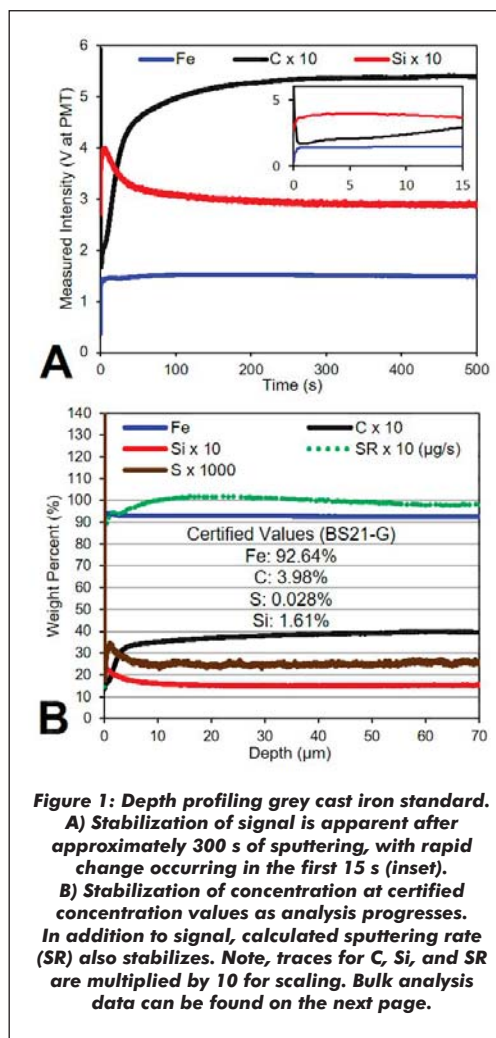 Fe C x 10 Si x 10
6
5
4
3
2
1
0
Measured Intensity (V at PMT)
5
0
0 5 10 15
0 100 200 300 400 500
Time (s)
A
140
130
120
110
100
90
80
70
60
50
40
30
20
10
0
Weight Percent (%)
Fe C x 10
Si x 10 SR x 10 (µg/s)
S x 1000
Certified Values (BS21-G)
Fe: 92.64%
C: 3.98%
S: 0.028%
Si: 1.61%
0 10 20 30 40 50 60 70
Depth (µm)
B
Figure 1: Depth profiling grey cast iron standard.
A) Stabilization of signal is apparent after
approximately 300 s of sputtering, with rapid
change occurring in the first 15 s (inset).
B) Stabilization of concentration at certified
concentration values as analysis progresses.
In addition to signal, calculated sputtering rate
(SR) also stabilizes. Note, traces for C, Si, and SR
are multiplied by 10 for scaling. Bulk analysis
data can be found on the next page.